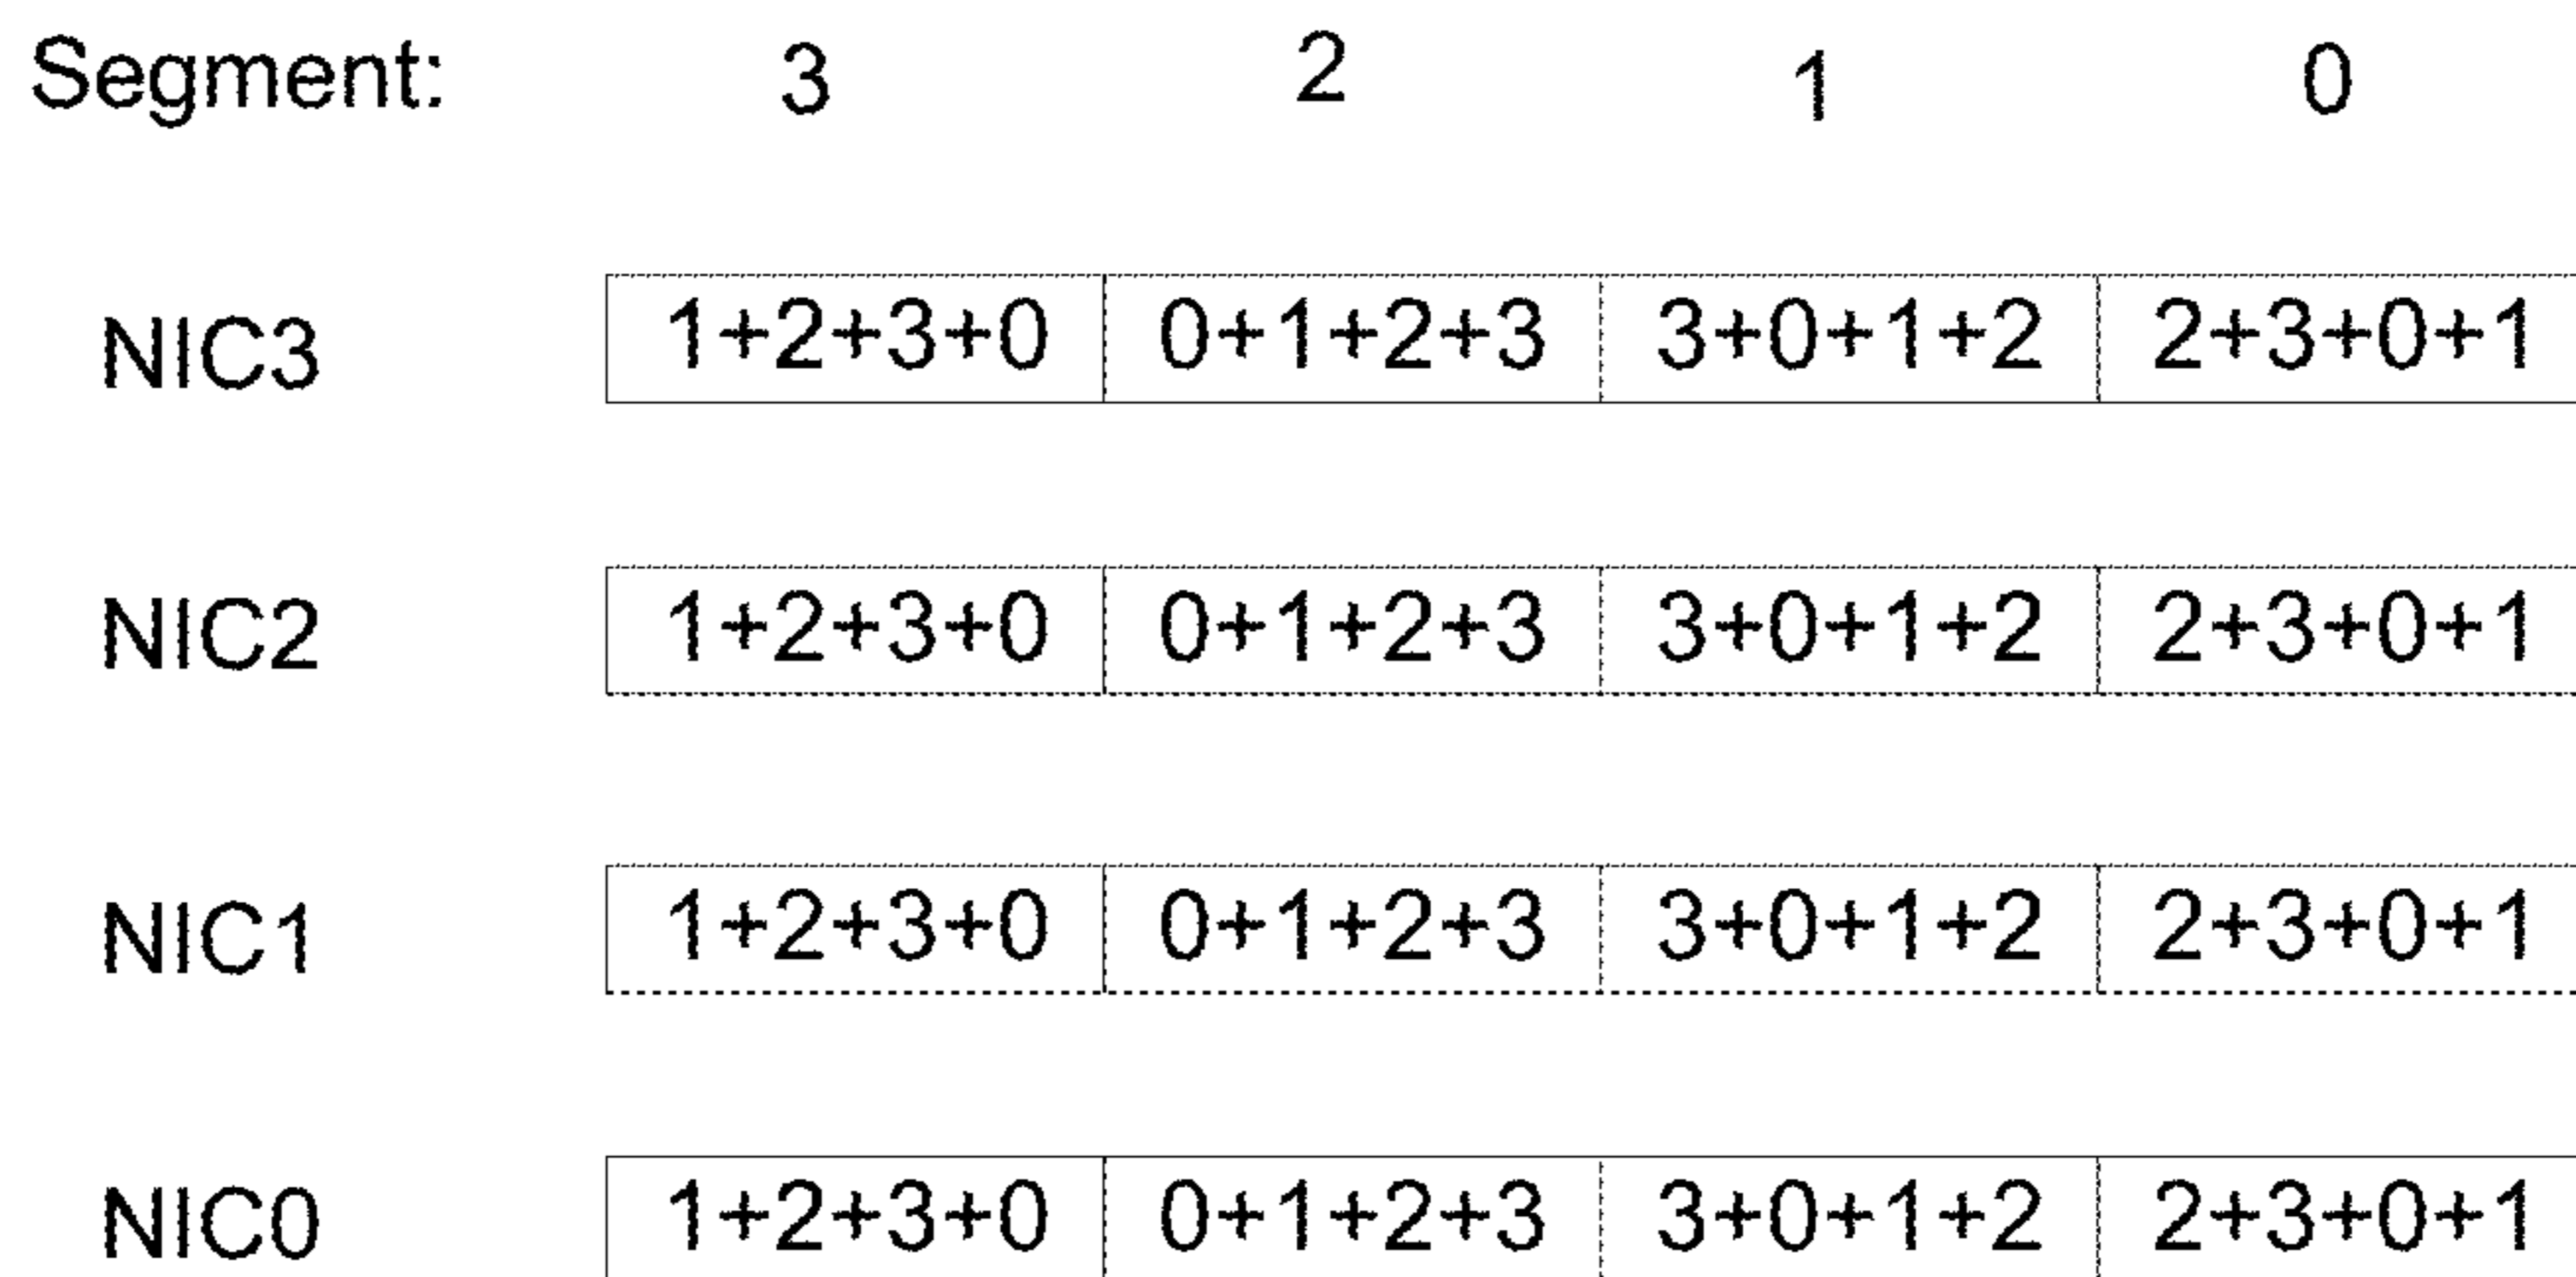 Segment: 3 2 1 0
NIC3 1+2+3+0 0+1+2+3 3+0+1+2 2+3+0+1
NIC2 1+2+3+0 0+1+2+3 3+0+1+2 2+3+0+1
NIC1 1+2+3+0 0+1+2+3 3+0+1+2 2+3+0+1
NIC0 1+2+3+0 0+1+2+3 3+0+1+2 2+3+0+1